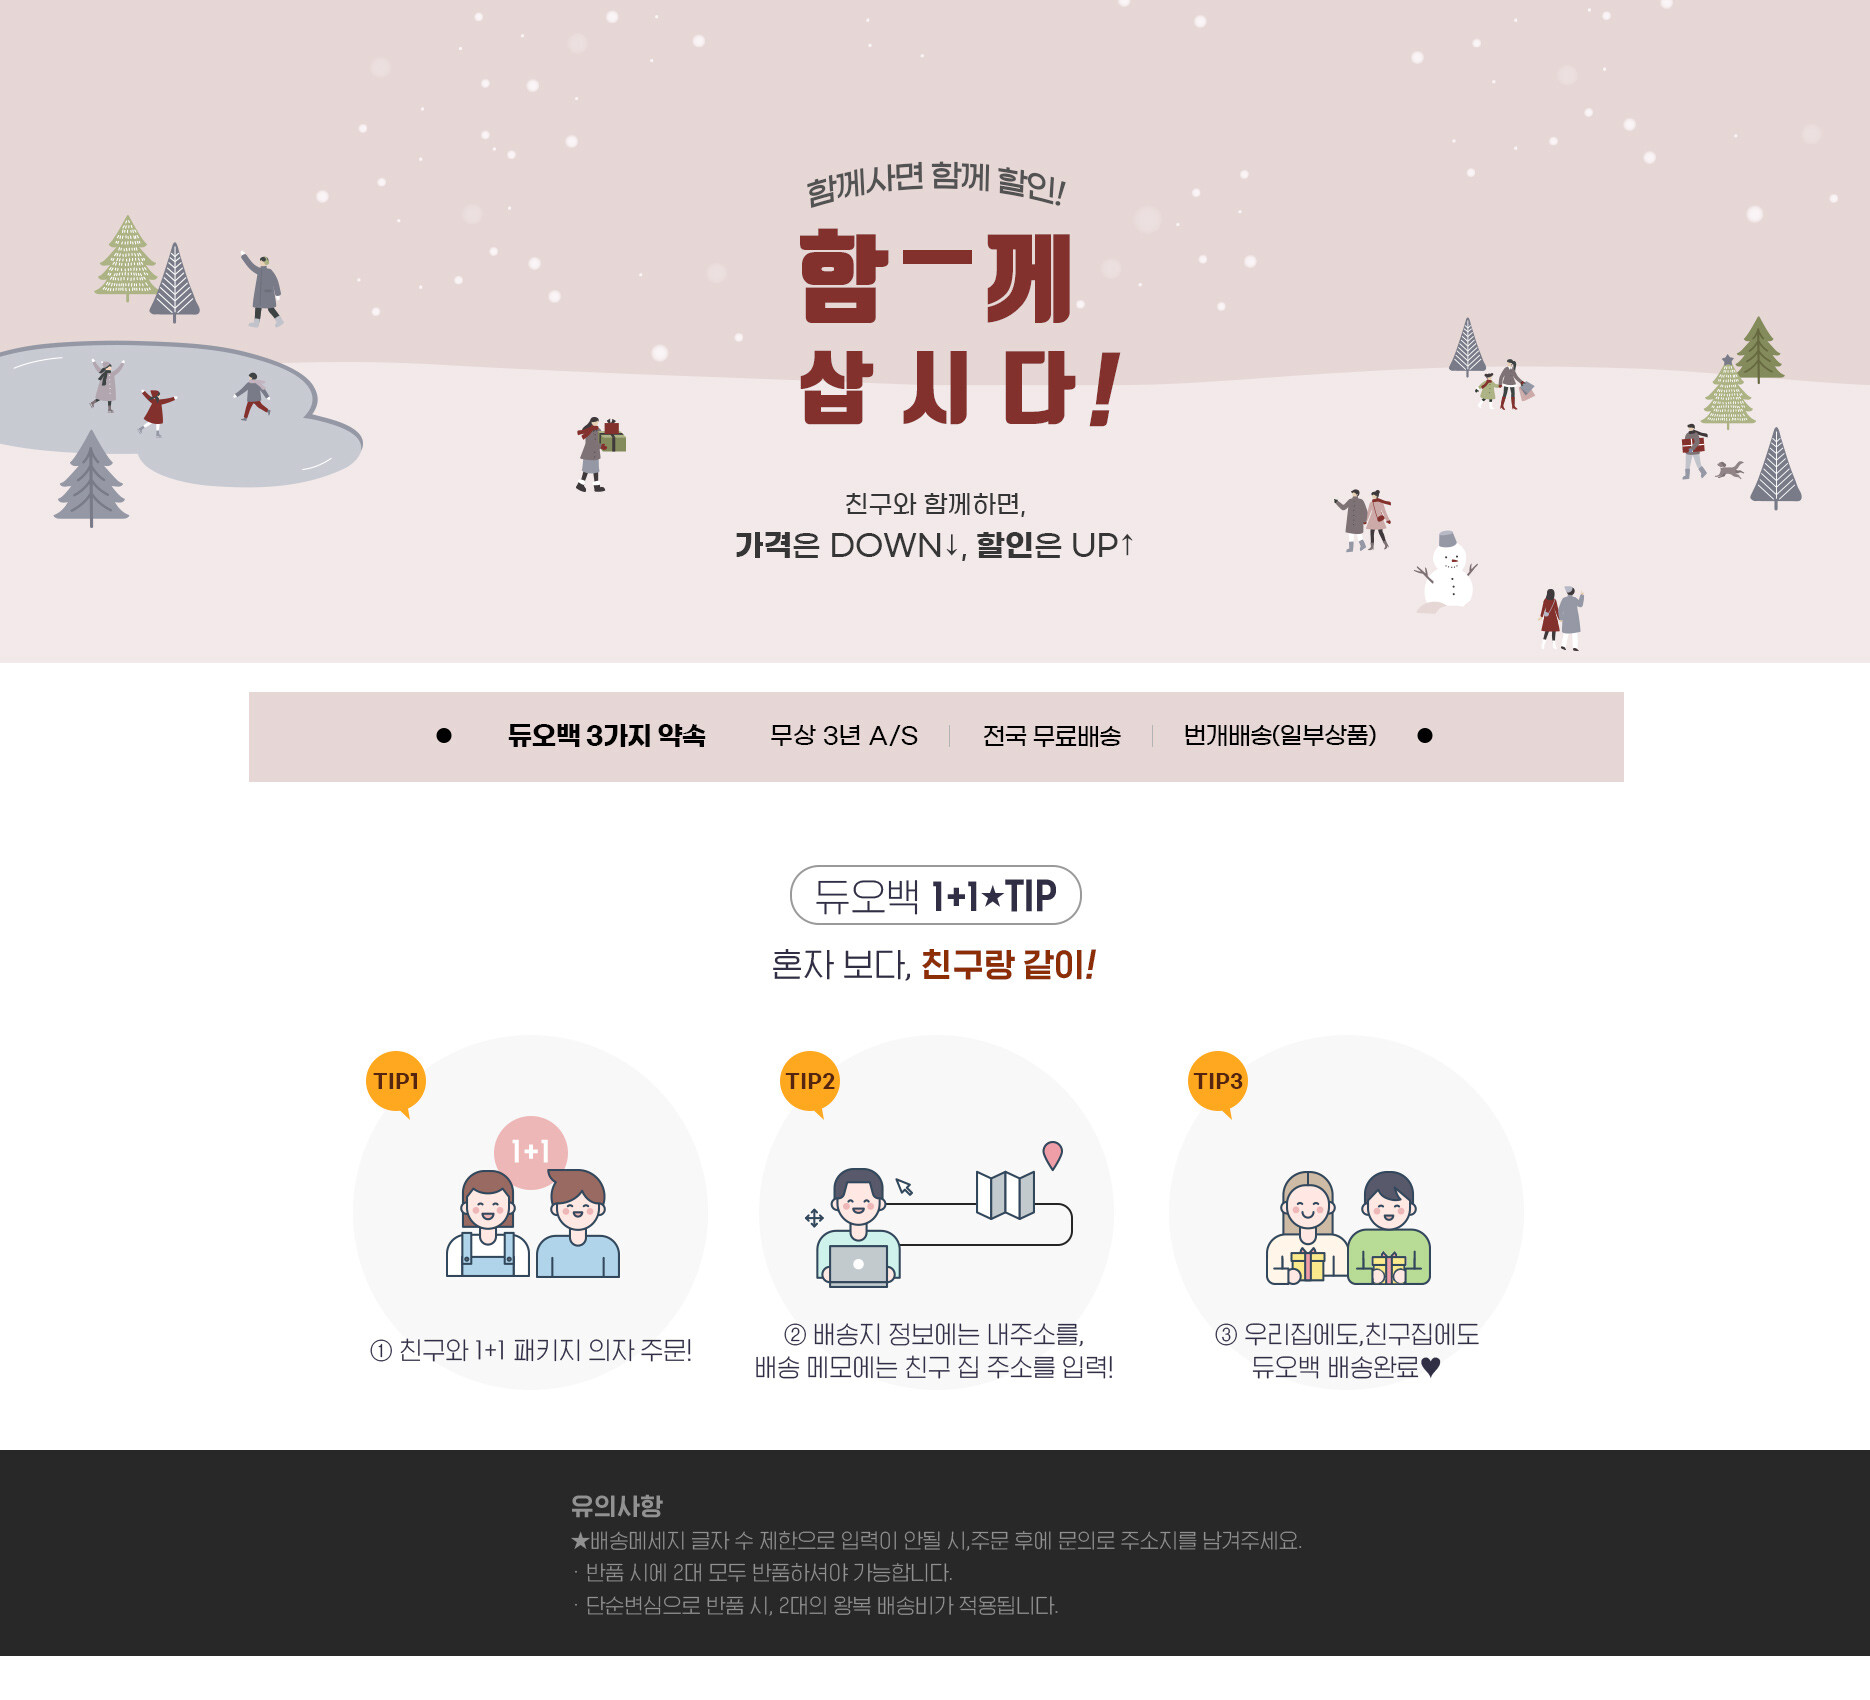 함께사면 함께 할인!
함ㅡ께
삽시다!
친구와 함께하면,
가격은 DOWN↓, 할인은 UP↑
● 듀오백 3가지 약속 무상 3년 A/S | 전국 무료배송 | 번개배송(일부상품) ●
듀오백 1+1★TIP
혼자 보다, 친구랑 같이!
TIP1
1+1
① 친구와 1+1 패키지 의자 주문!
TIP2
② 배송지 정보에는 내주소를,
배송 메모에는 친구 집 주소를 입력!
TIP3
③ 우리집에도,친구집에도
듀오백 배송완료♥
유의사항
★배송메세지 글자 수 제한으로 입력이 안될 시,주문 후에 문의로 주소지를 남겨주세요.
· 반품 시에 2대 모두 반품하셔야 가능합니다.
· 단순변심으로 반품 시, 2대의 왕복 배송비가 적용됩니다.